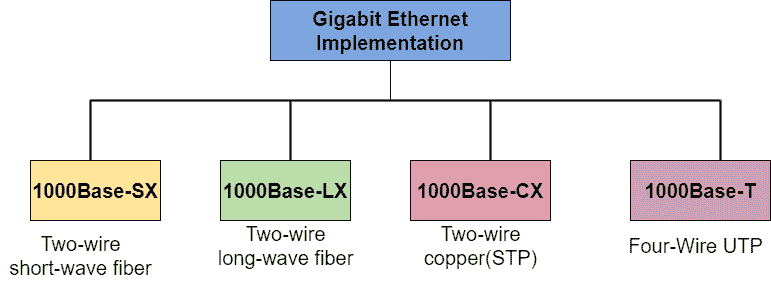 Gigabit Ethernet
Implementation
1000Base-SX
1000Base-LX
1000Base-CX
1000Base-T
Two-wire
short-wave fiber
Two-wire
long-wave fiber
Two-wire
copper(STP)
Four-Wire UTP